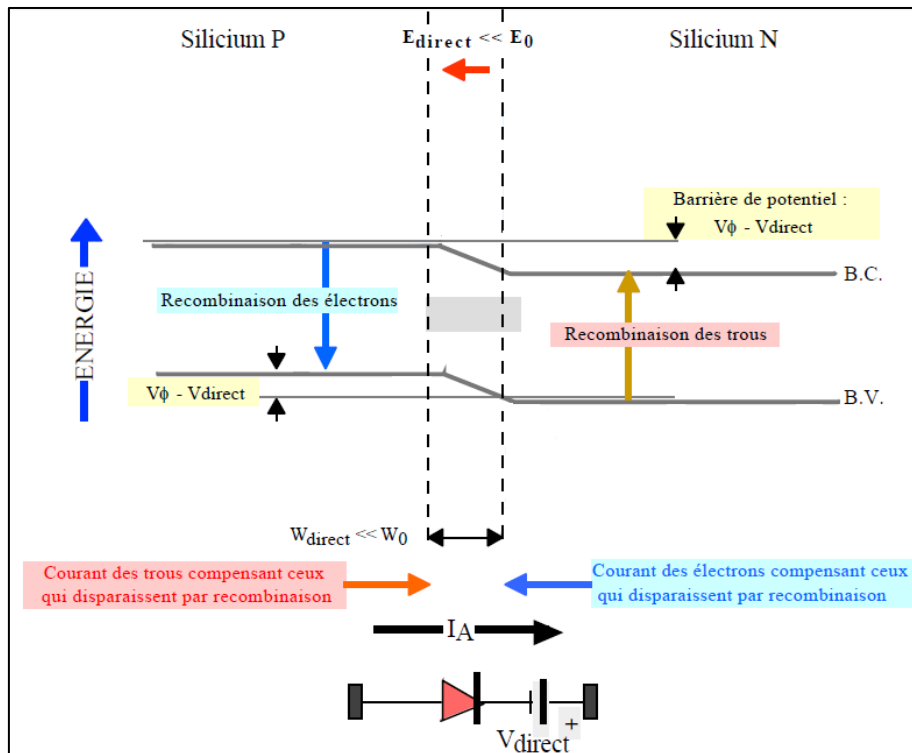 Silicium P
E direct << E0
Silicium N
Barrière de potentiel :
Vϕ - Vdirect
ENERGIE
B.C.
Recombinaison des électrons
Recombinaison des trous
Vϕ - Vdirect
B.V.
Wdirect << W0
Courant des trous compensant ceux
qui disparaissent par recombinaison
Courant des électrons compensant ceux
qui disparaissent par recombinaison
IA
+
Vdirect